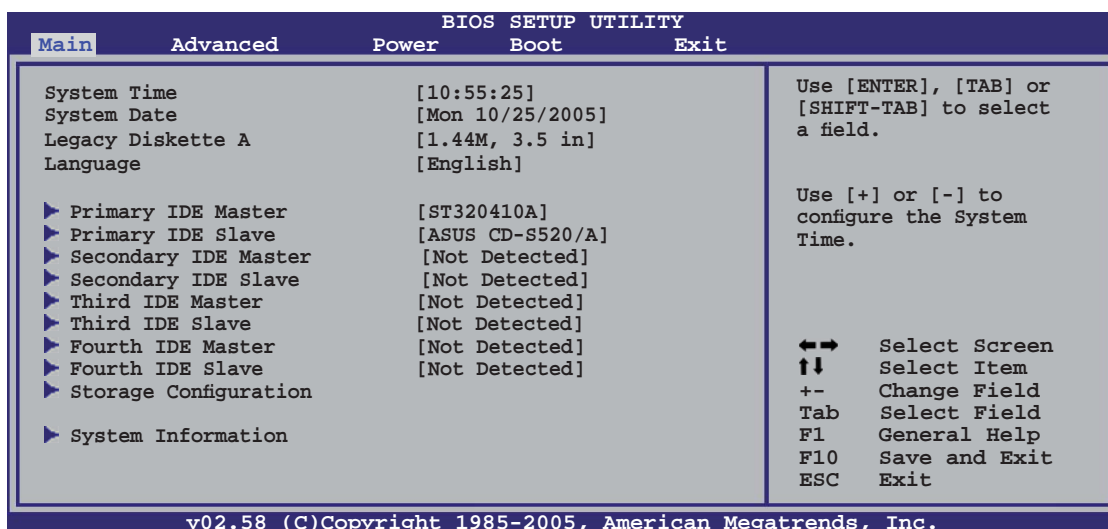 BIOS SETUP UTILITY
Main Advanced Power Boot Exit
System Time [10:55:25]
System Date [Mon 10/25/2005]
Legacy Diskette A [1.44M, 3.5 in]
Language [English]
Primary IDE Master [ST320410A]
Primary IDE Slave [ASUS CD-S520/A]
Secondary IDE Master [Not Detected]
Secondary IDE Slave [Not Detected]
Third IDE Master [Not Detected]
Third IDE Slave [Not Detected]
Fourth IDE Master [Not Detected]
Fourth IDE Slave [Not Detected]
Storage Configuration
System Information
Use [ENTER], [TAB] or
[SHIFT-TAB] to select
a field.
Use [+] or [-] to
configure the System
Time.
Select Screen
Select Item
+- Change Field
Tab Select Field
F1 General Help
F10 Save and Exit
ESC Exit
v02.58 (C)Copyright 1985-2005, American Megatrends, Inc.